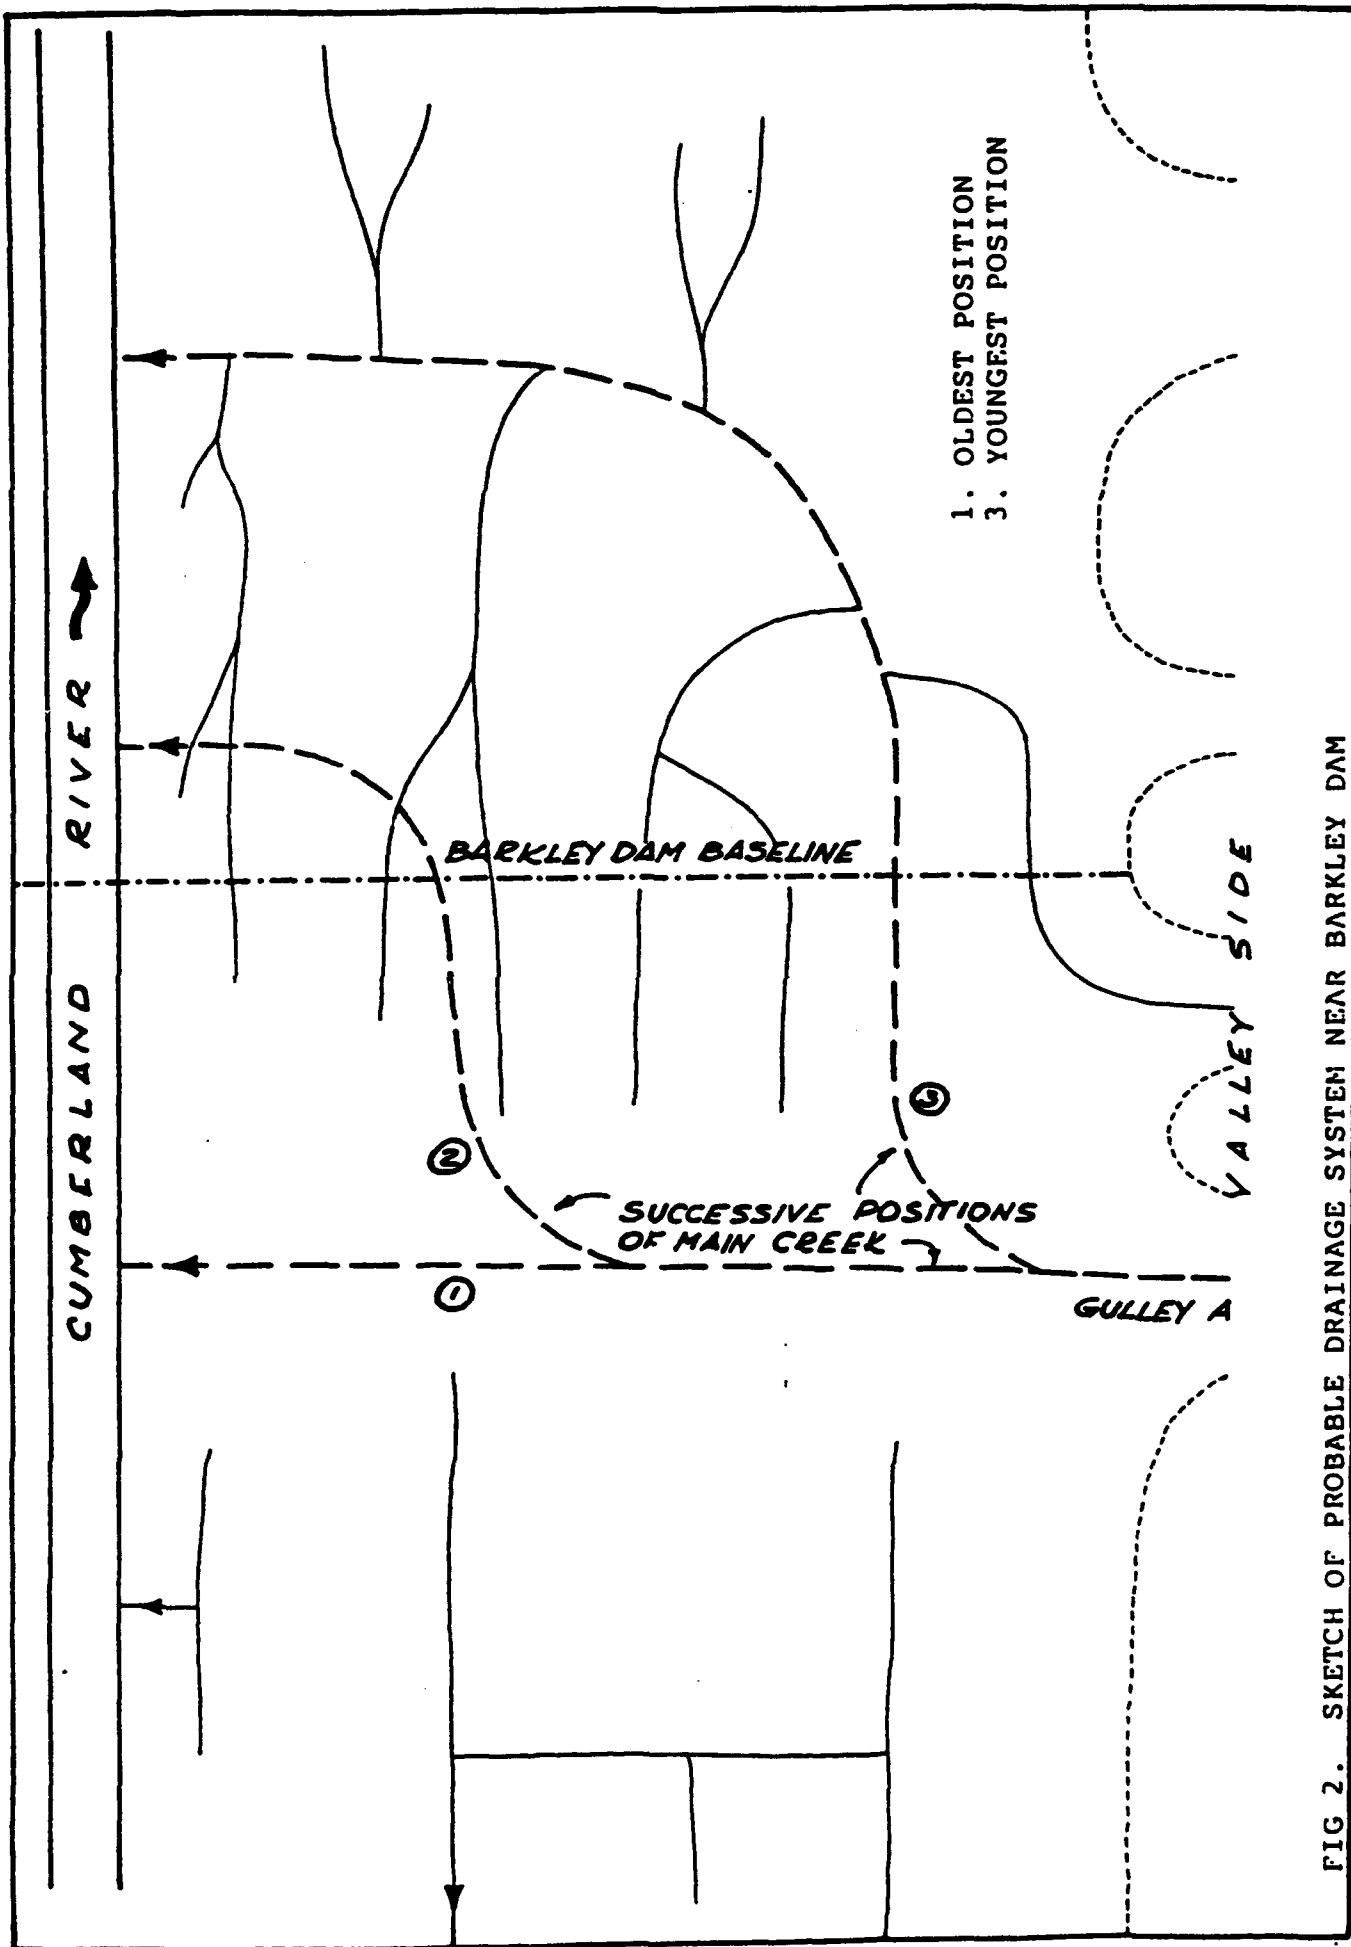 CUMBERLAND RIVER
BARKLEY DAM BASELINE
2
3
SUCCESSIVE POSITIONS
OF MAIN CREEK
1
GULLEY A
1. OLDEST POSITION
3. YOUNGEST POSITION
VALLEY SIDE
FIG 2. SKETCH OF PROBABLE DRAINAGE SYSTEM NEAR BARKLEY DAM